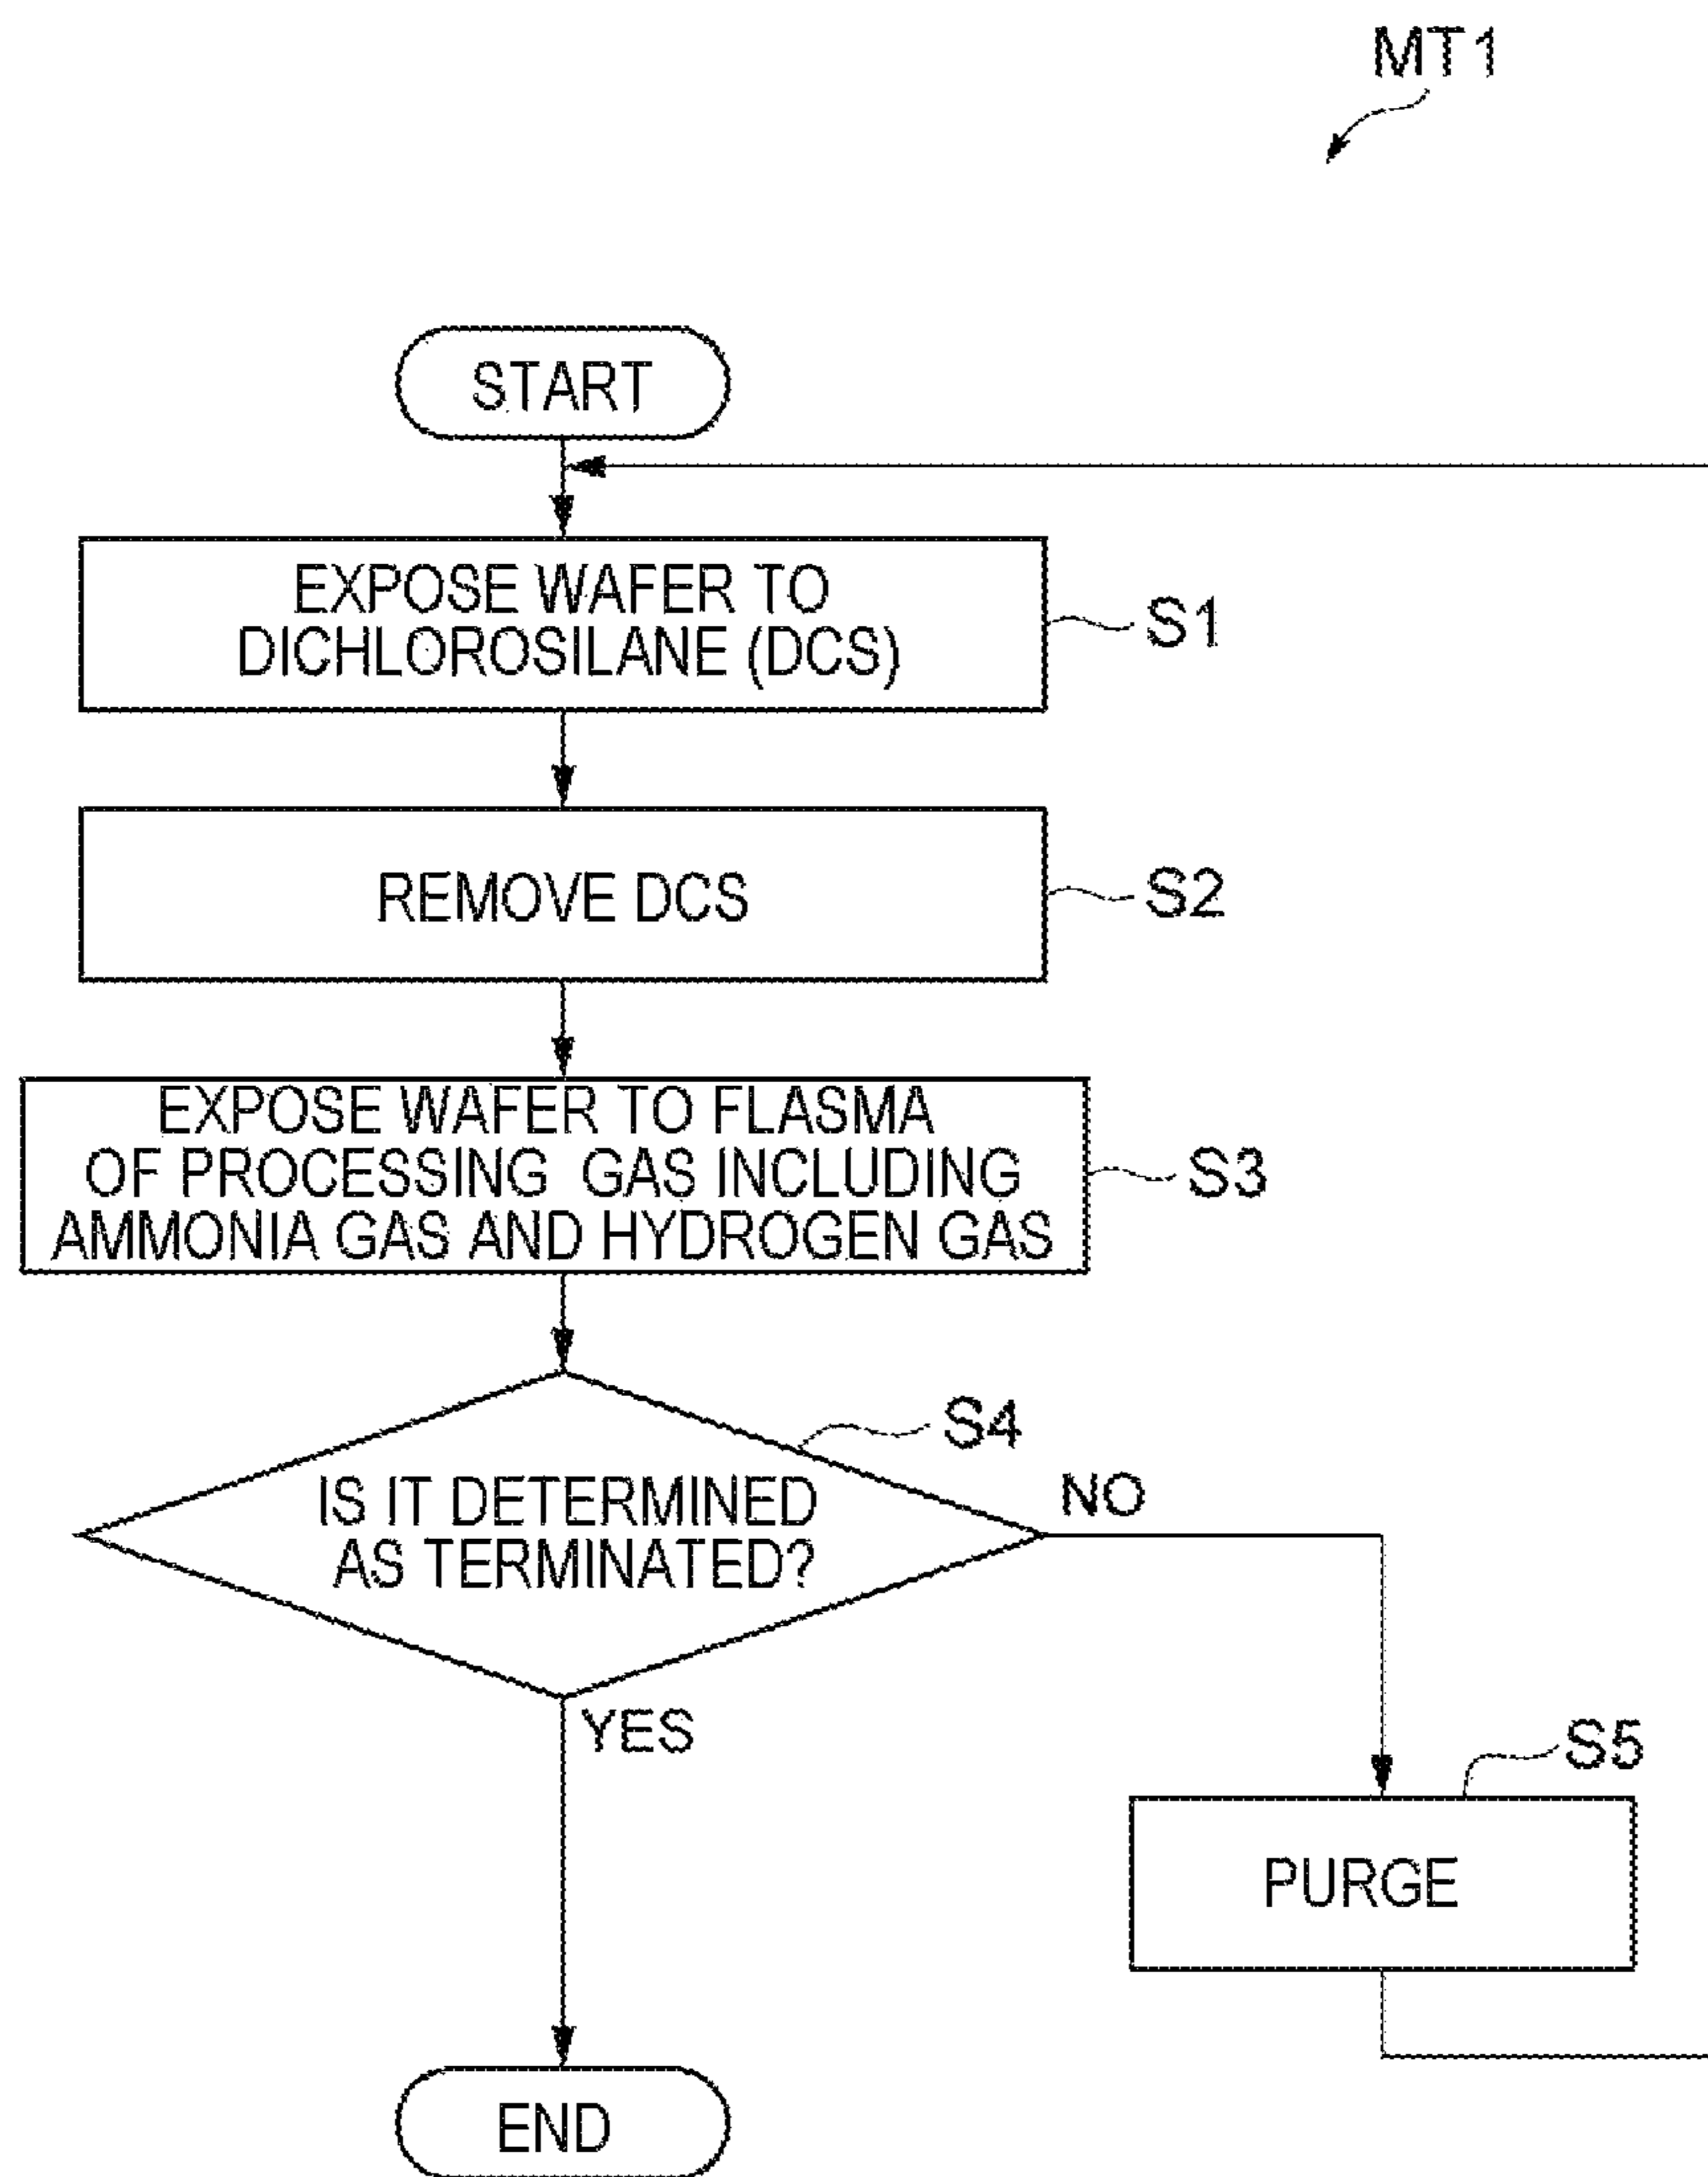 MT1
START
EXPOSE WAFER TO
DICHLOROSILANE (DCS)
S1
REMOVE DCS
S2
EXPOSE WAFER TO FLASMA
OF PROCESSING GAS INCLUDING
AMMONIA GAS AND HYDROGEN GAS
S3
S4
IS IT DETERMINED
AS TERMINATED?
NO
YES
S5
PURGE
END